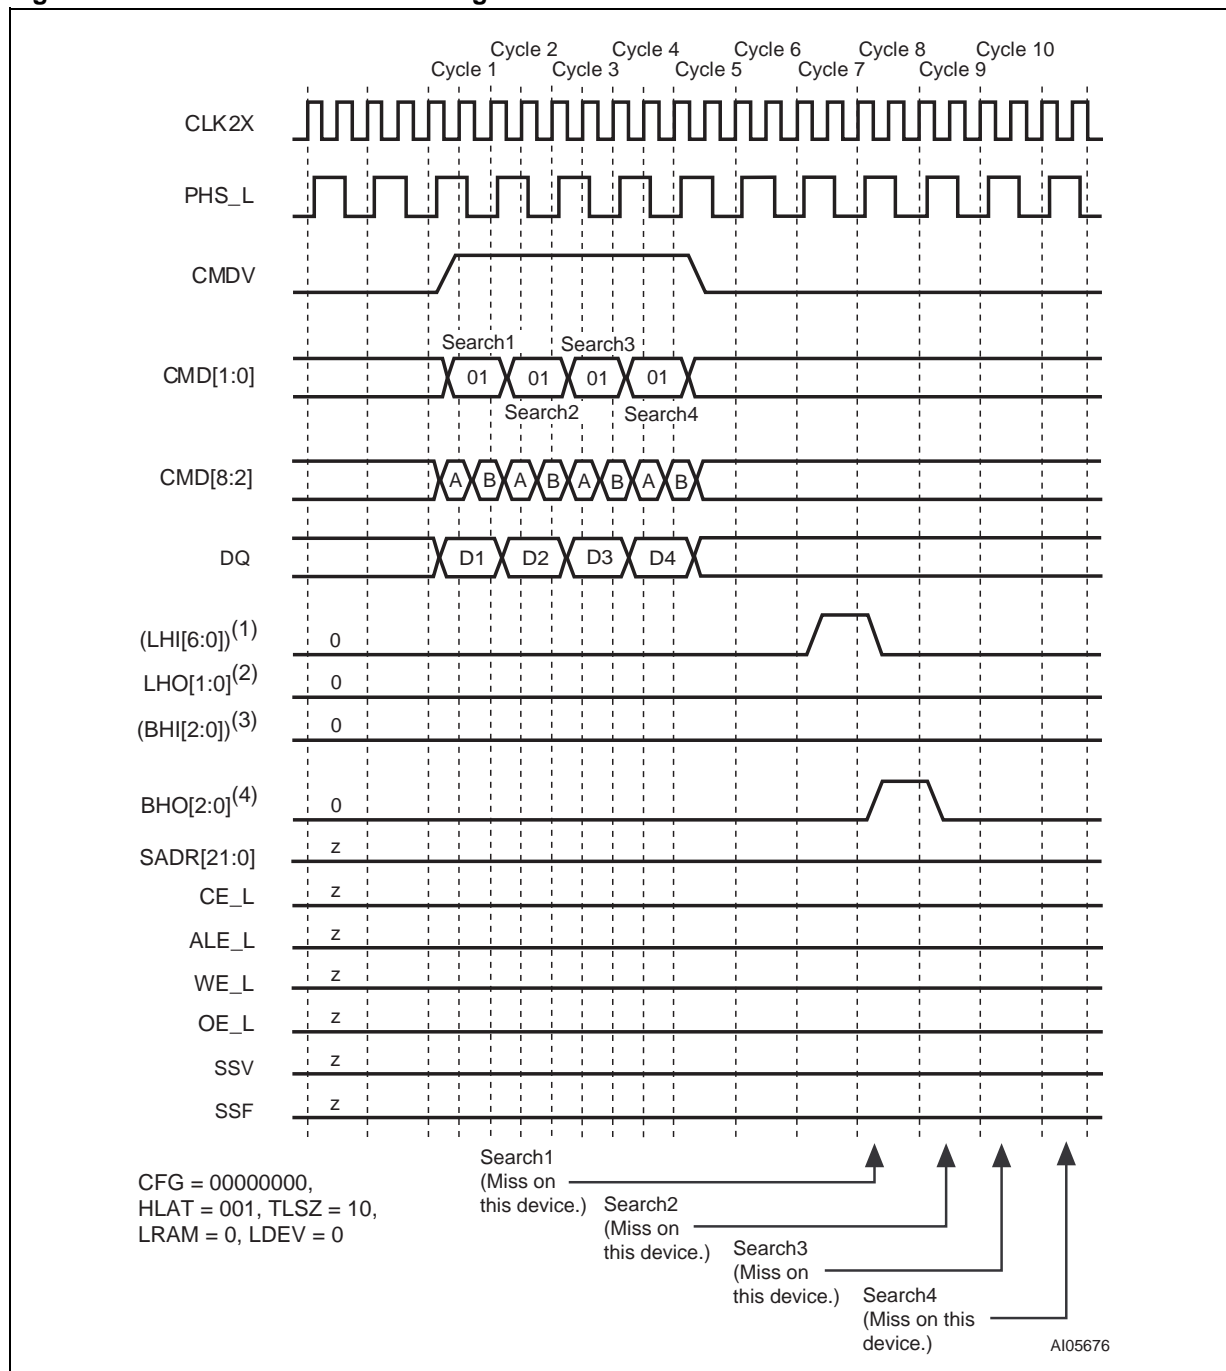 Cycle 2 Cycle 4 Cycle 6 Cycle 8 Cycle 10
Cycle 1 Cycle 3 Cycle 5 Cycle 7 Cycle 9
CLK2X
PHS_L
CMDV
Search1 Search3
CMD[1:0] 01 01 01 01
Search2 Search4
CMD[8:2] A B A B A B A B
DQ D1 D2 D3 D4
(LHI[6:0])(1) 0
LHO[1:0](2) 0
(BHI[2:0])(3) 0
BHO[2:0](4) 0
SADR[21:0] z
CE_L z
ALE_L z
WE_L z
OE_L z
SSV z
SSF z
CFG = 00000000,
HLAT = 001, TLSZ = 10,
LRAM = 0, LDEV = 0
Search1
(Miss on
this device.)
Search2
(Miss on
this device.)
Search3
(Miss on
this device.)
Search4
(Miss on this
device.)
AI05676